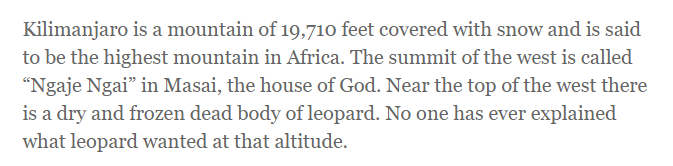 Kilimanjaro is a mountain of 19,710 feet covered with snow and is said
to be the highest mountain in Africa. The summit of the west is called
“Ngaje Ngai” in Masai, the house of God. Near the top of the west there
is a dry and frozen dead body of leopard. No one has ever explained
what leopard wanted at that altitude.